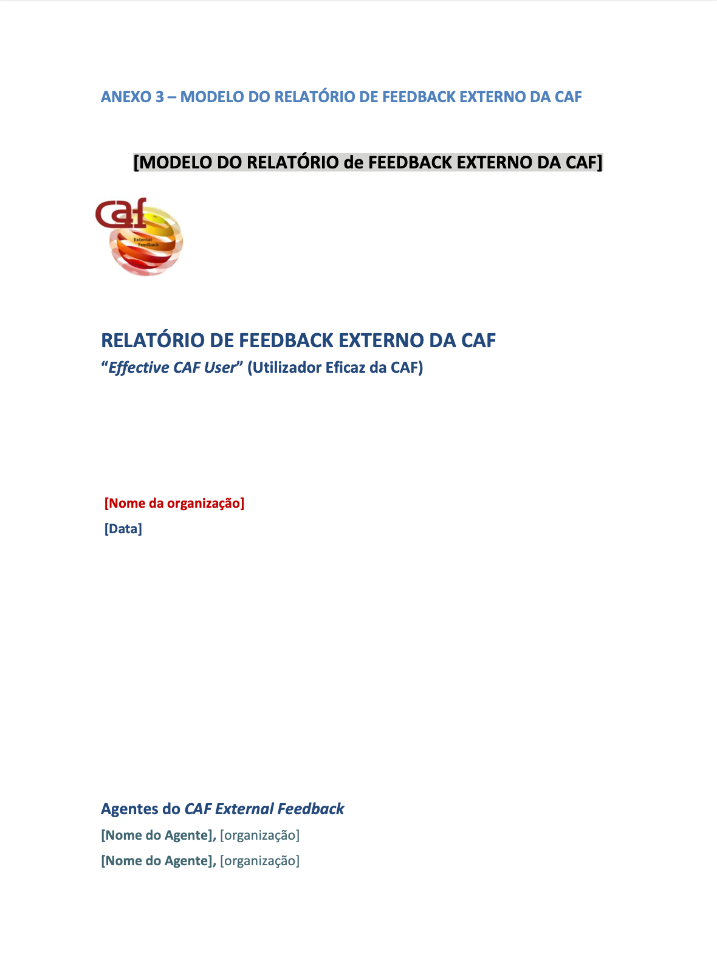 ANEXO 3 – MODELO DO RELATÓRIO DE FEEDBACK EXTERNO DA CAF
[MODELO DO RELATÓRIO de FEEDBACK EXTERNO DA CAF]
caf
External
Feedback
RELATÓRIO DE FEEDBACK EXTERNO DA CAF
“Effective CAF User” (Utilizador Eficaz da CAF)
[Nome da organização]
[Data]
Agentes do CAF External Feedback
[Nome do Agente], [organização]
[Nome do Agente], [organização]